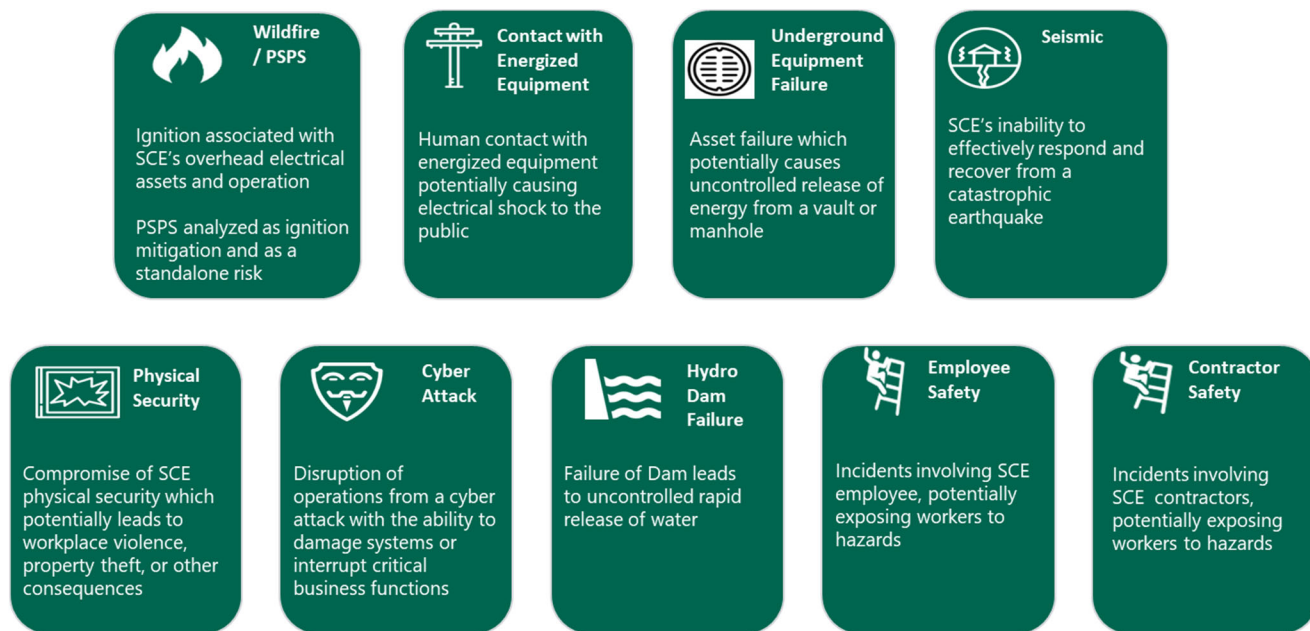 Wildfire
/ PSPS
Ignition associated with
SCE's overhead electrical
assets and operation
PSPS analyzed as ignition
mitigation and as a
standalone risk
Contact with
Energized
Equipment
Human contact with
energized equipment
potentially causing
electrical shock to the
public
Underground
Equipment
Failure
Asset failure which
potentially causes
uncontrolled release of
energy from a vault or
manhole
Seismic
SCE's inability to
effectively respond and
recover from a
catastrophic
earthquake
Physical
Security
Compromise of SCE
physical security which
potentially leads to
workplace violence,
property theft, or other
consequences
Cyber
Attack
Disruption of
operations from a cyber
attack with the ability to
damage systems or
interrupt critical
business functions
Hydro
Dam
Failure
Failure of Dam leads
to uncontrolled rapid
release of water
Employee
Safety
Incidents involving SCE
employee, potentially
exposing workers to
hazards
Contractor
Safety
Incidents involving
SCE contractors,
potentially exposing
workers to hazards